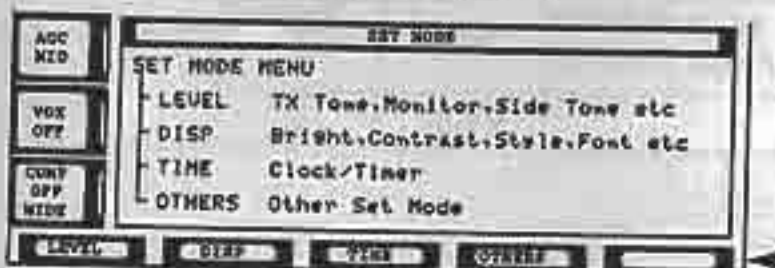 SET MODE
AGC
MID
VOX
OFF
COMP
OFF
WIDE
SET MODE MENU
LEVEL TX Tone,Monitor,Side Tone etc
DISP Bright,Contrast,Style,Font etc
TIME Clock/Timer
OTHERS Other Set Mode
LEVEL DISP TIME OTHERS